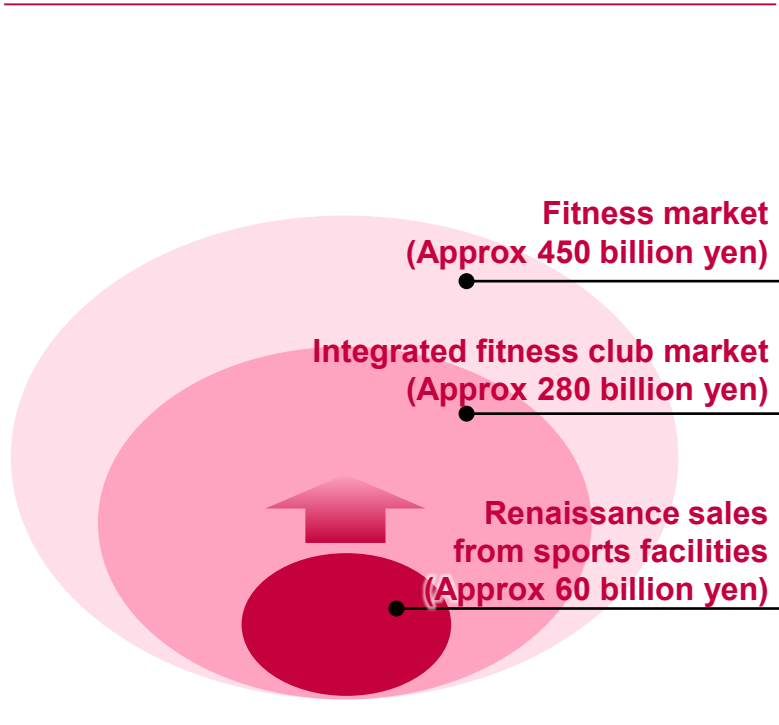 Fitness market
(Approx 450 billion yen)
Integrated fitness club market
(Approx 280 billion yen)
Renaissance sales
from sports facilities
(Approx 60 billion yen)